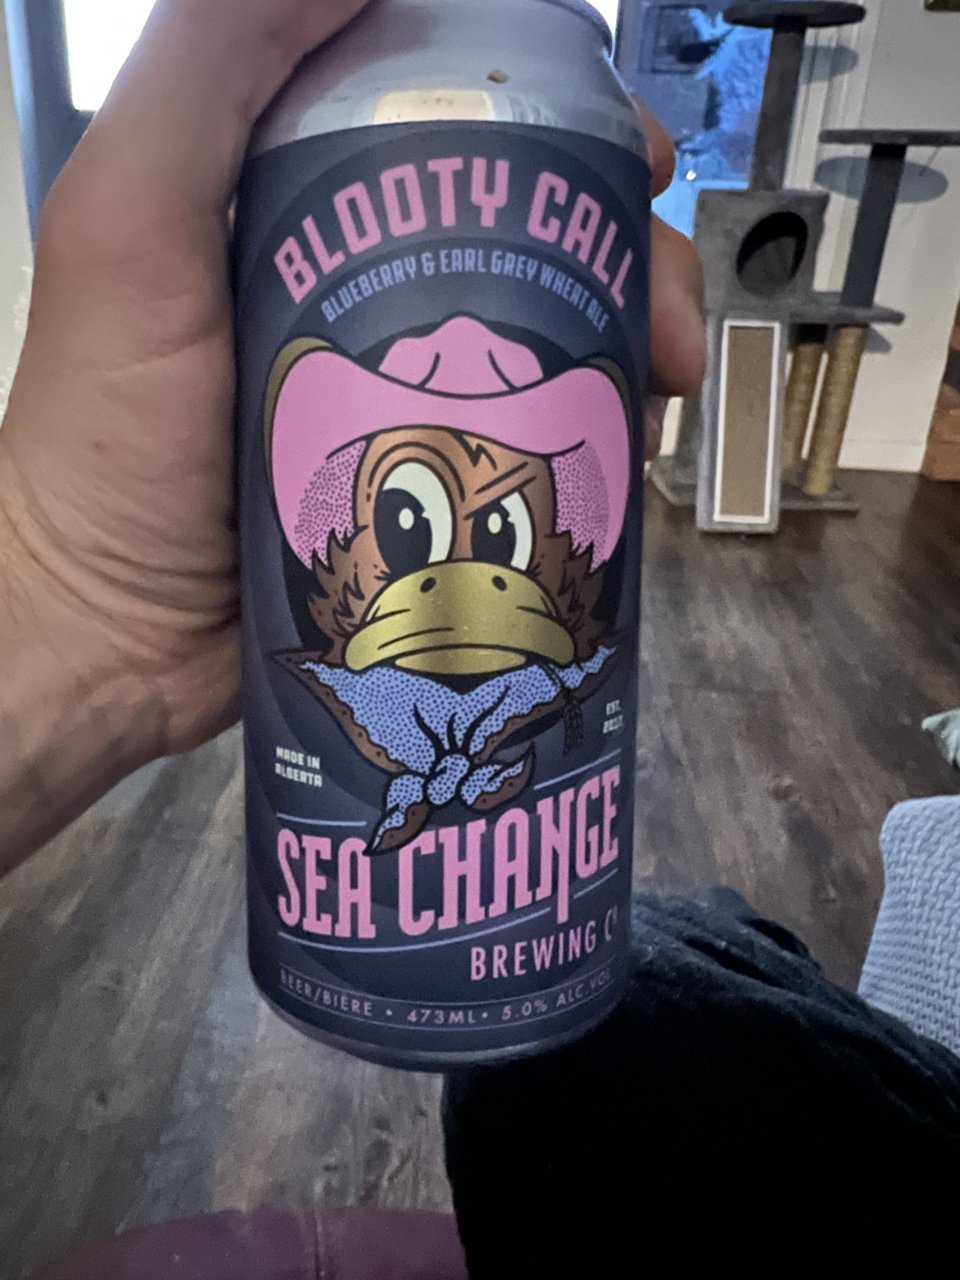 BLOOTY CALL
BLUEBERRY & EARL GREY WHEAT ALE
EST.
2017
MADE IN
ALBERTA
SEA CHANGE
BREWING Cº
BEER/BIÈRE • 473ML • 5.0% ALC.VOL